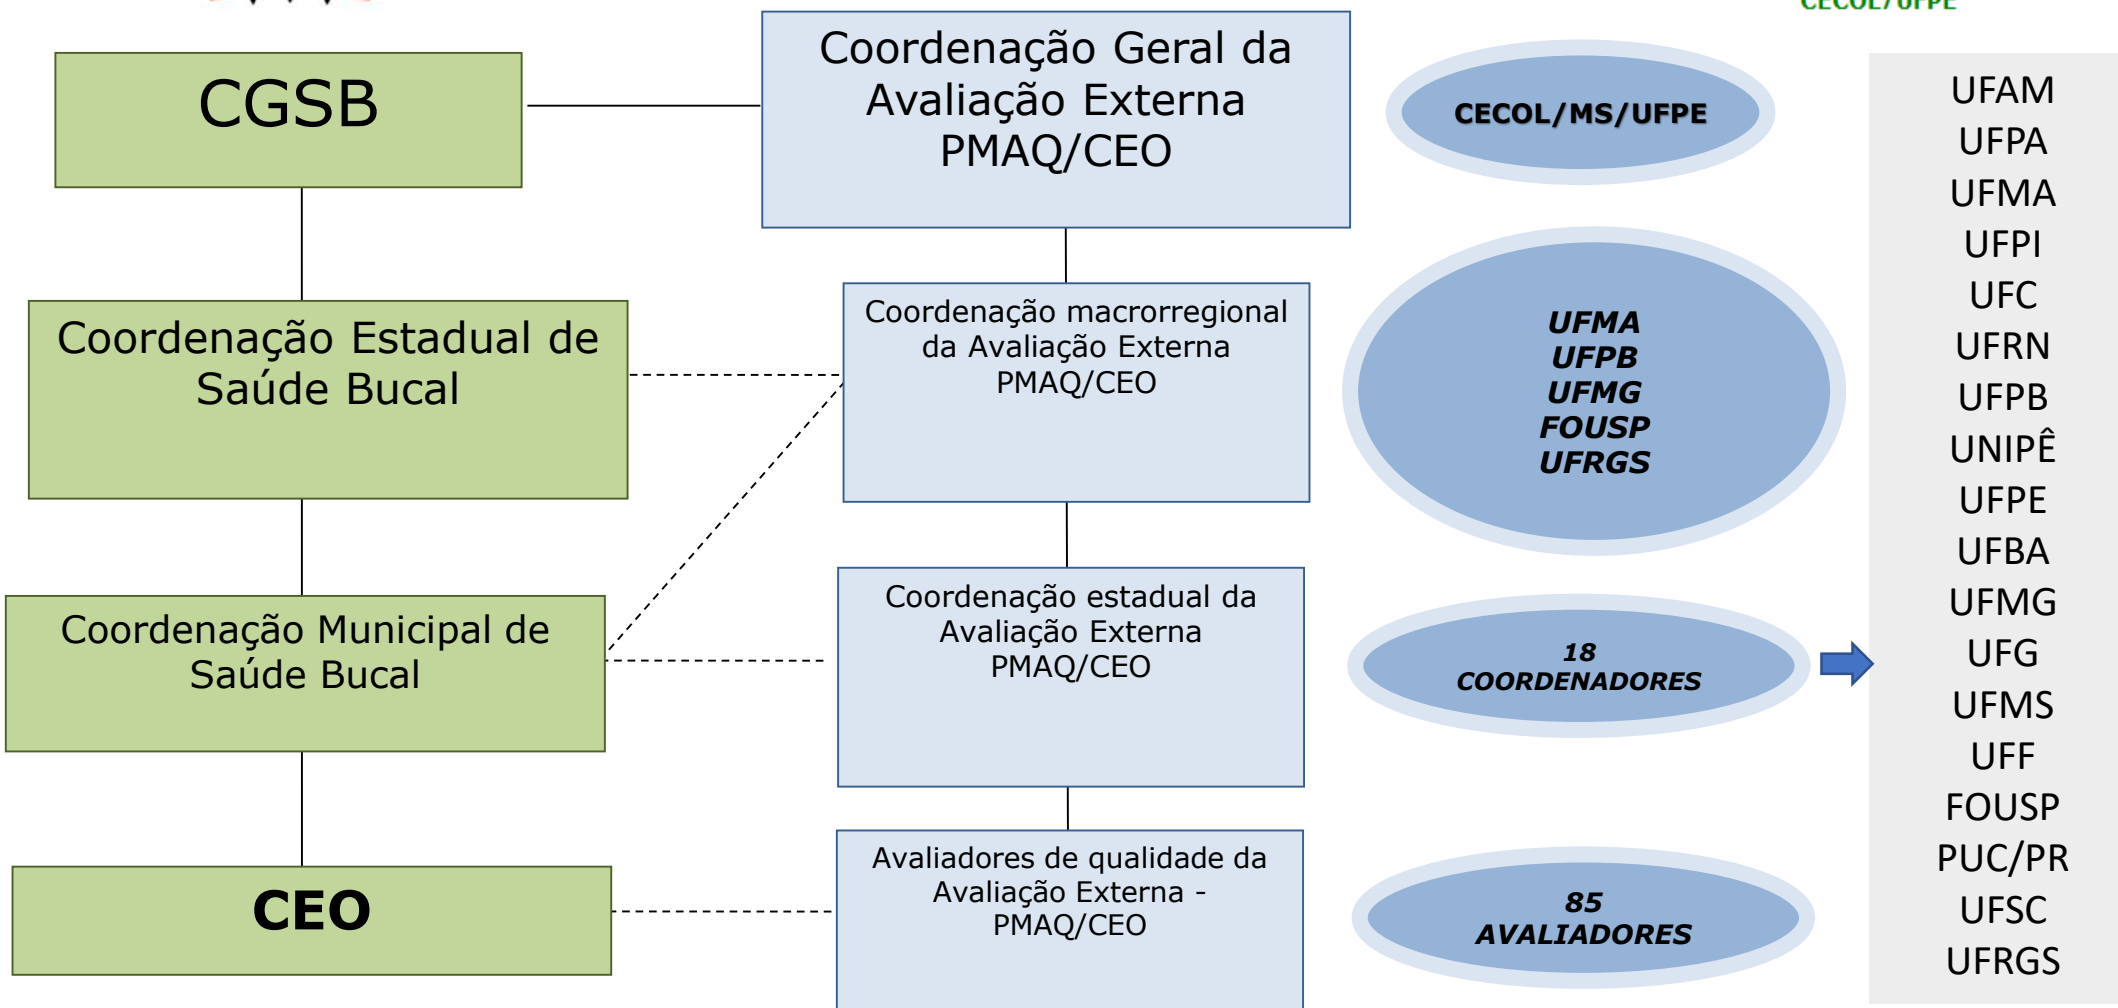 CECOL/UFPE
CGSB
Coordenação Geral da
Avaliação Externa
PMAQ/CEO
CECOL/MS/UFPE
Coordenação Estadual de
Saúde Bucal
Coordenação macrorregional
da Avaliação Externa
PMAQ/CEO
UFMA
UFPB
UFMG
FOUSP
UFRGS
Coordenação Municipal de
Saúde Bucal
Coordenação estadual da
Avaliação Externa
PMAQ/CEO
18
COORDENADORES
CEO
Avaliadores de qualidade da
Avaliação Externa -
PMAQ/CEO
85
AVALIADORES
UFAM
UFPA
UFMA
UFPI
UFC
UFRN
UFPB
UNIPÊ
UFPE
UFBA
UFMG
UFG
UFMS
UFF
FOUSP
PUC/PR
UFSC
UFRGS